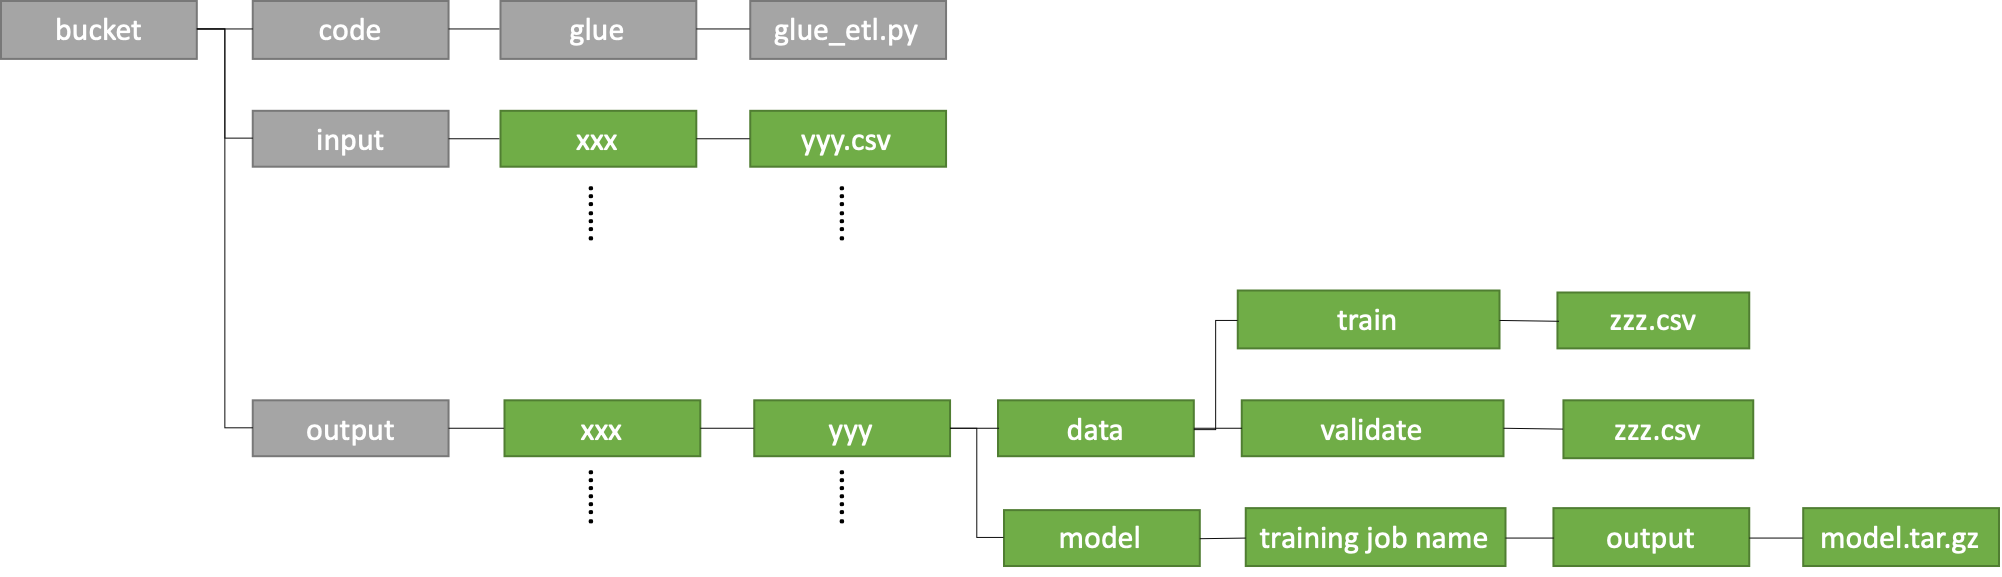 bucket
code
glue
glue_etl.py
input
xxx
yyy.csv
train
zzz.csv
output
xxx
yyy
data
validate
zzz.csv
model
training job name
output
model.tar.gz